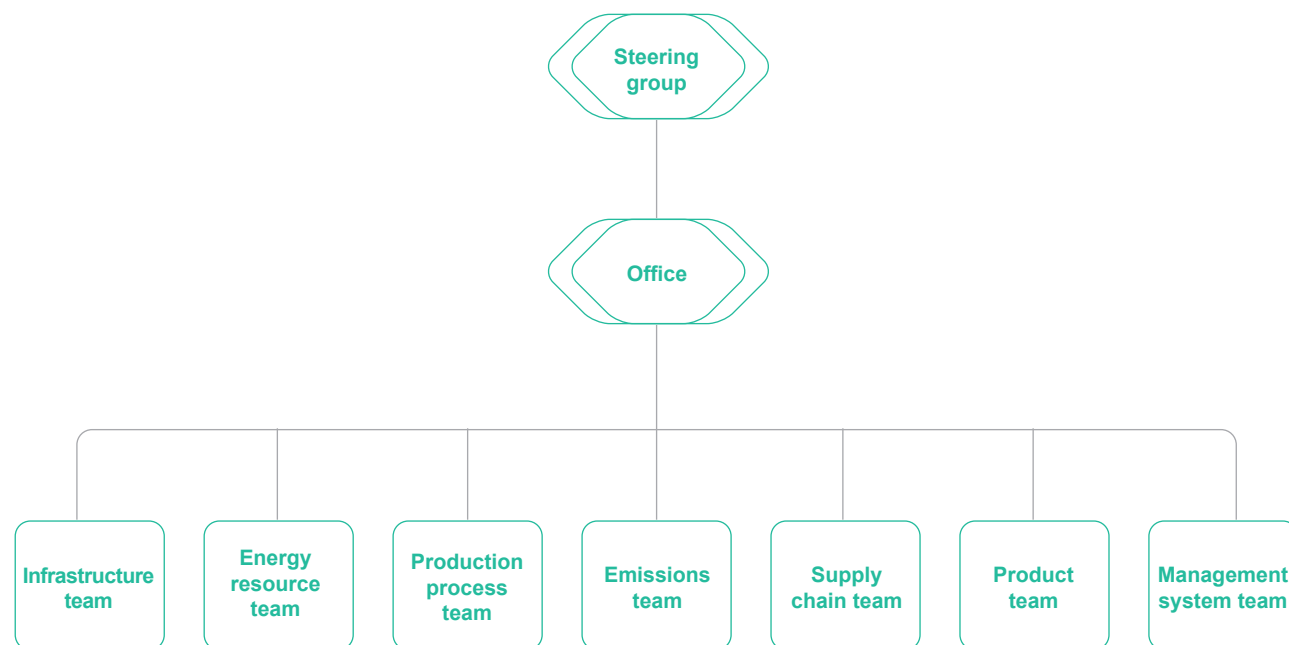 Steering
group
Office
Infrastructure
team
Energy
resource
team
Production
process
team
Emissions
team
Supply
chain team
Product
team
Management
system team